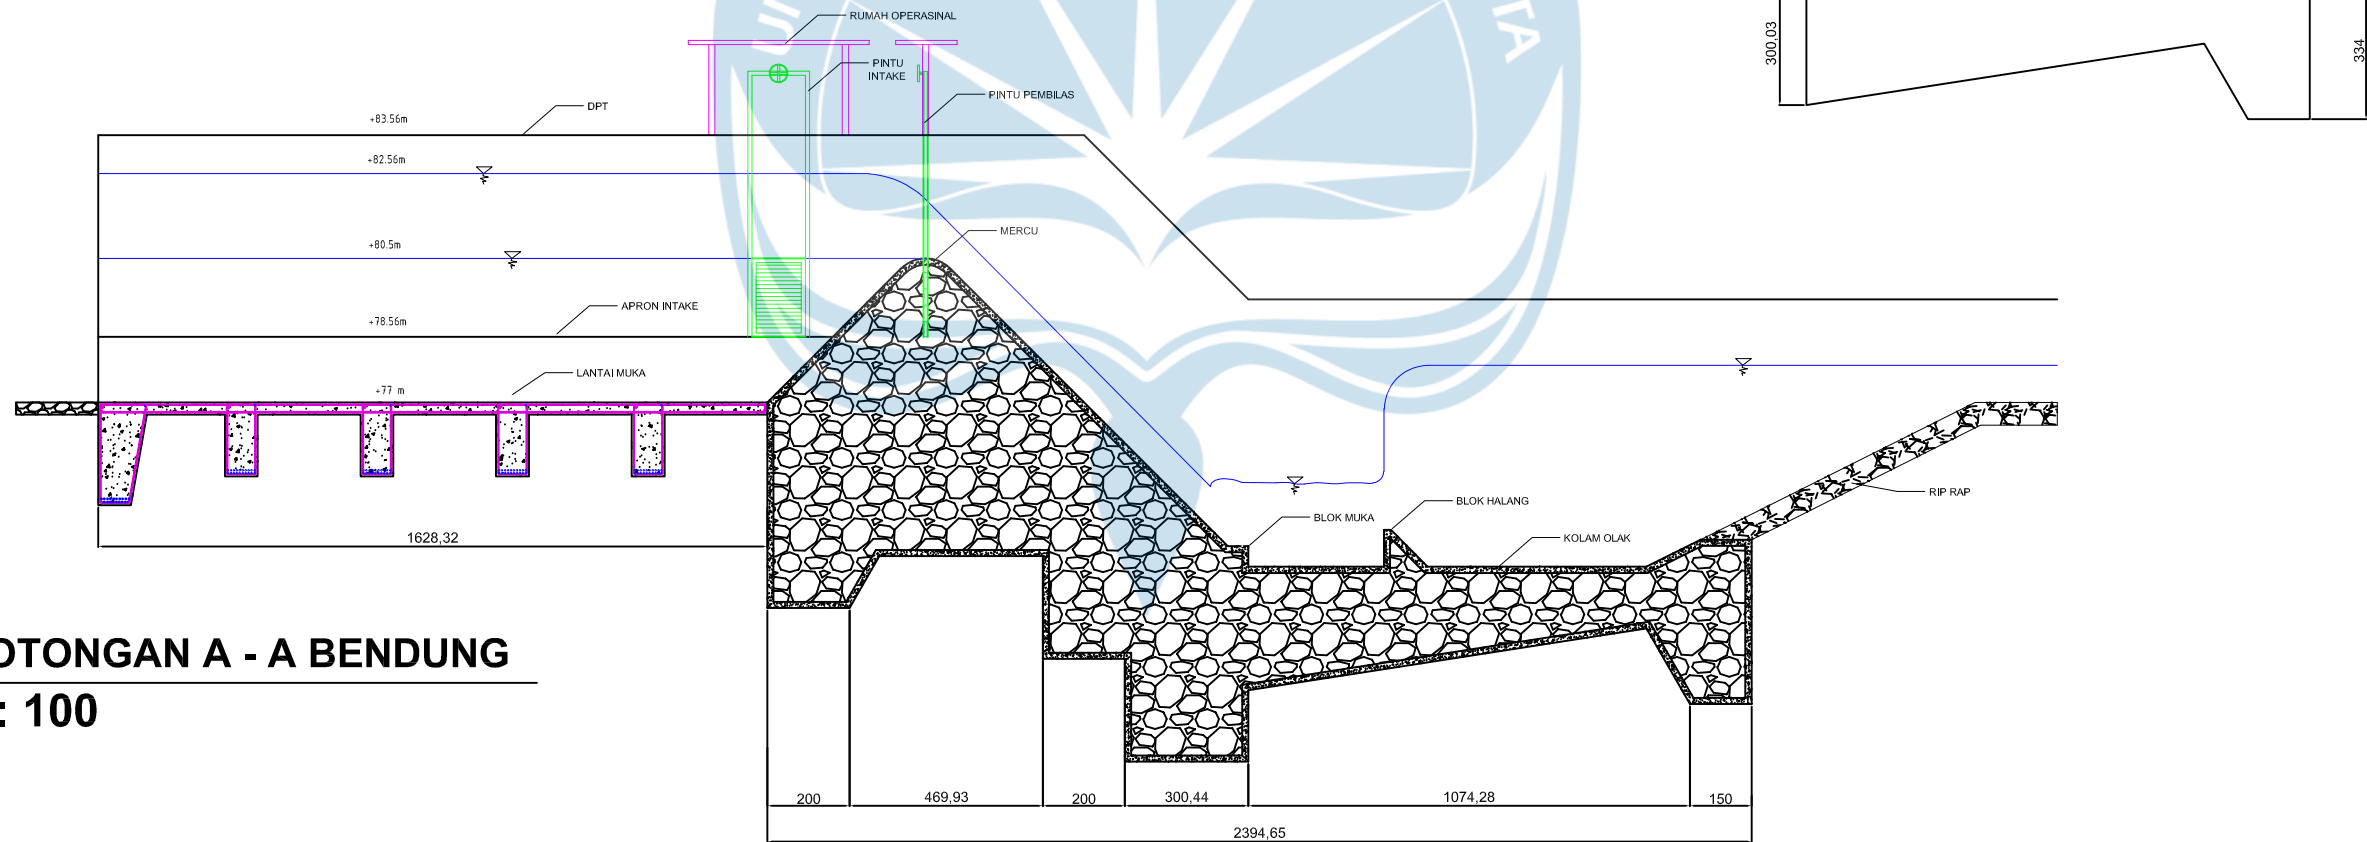 RUMAH OPERASINAL
300,03
334
PINTU
INTAKE
PINTU PEMBILAS
DPT
+83.56m
+82.56m
MERCU
+80.5m
APRON INTAKE
+78.56m
LANTAI MUKA
+77 m
BLOK HALANG
BLOK MUKA
RIP RAP
KOLAM OLAK
1628,32
OTONGAN A - A BENDUNG
: 100
200
469,93
200
300,44
1074,28
150
2394,65